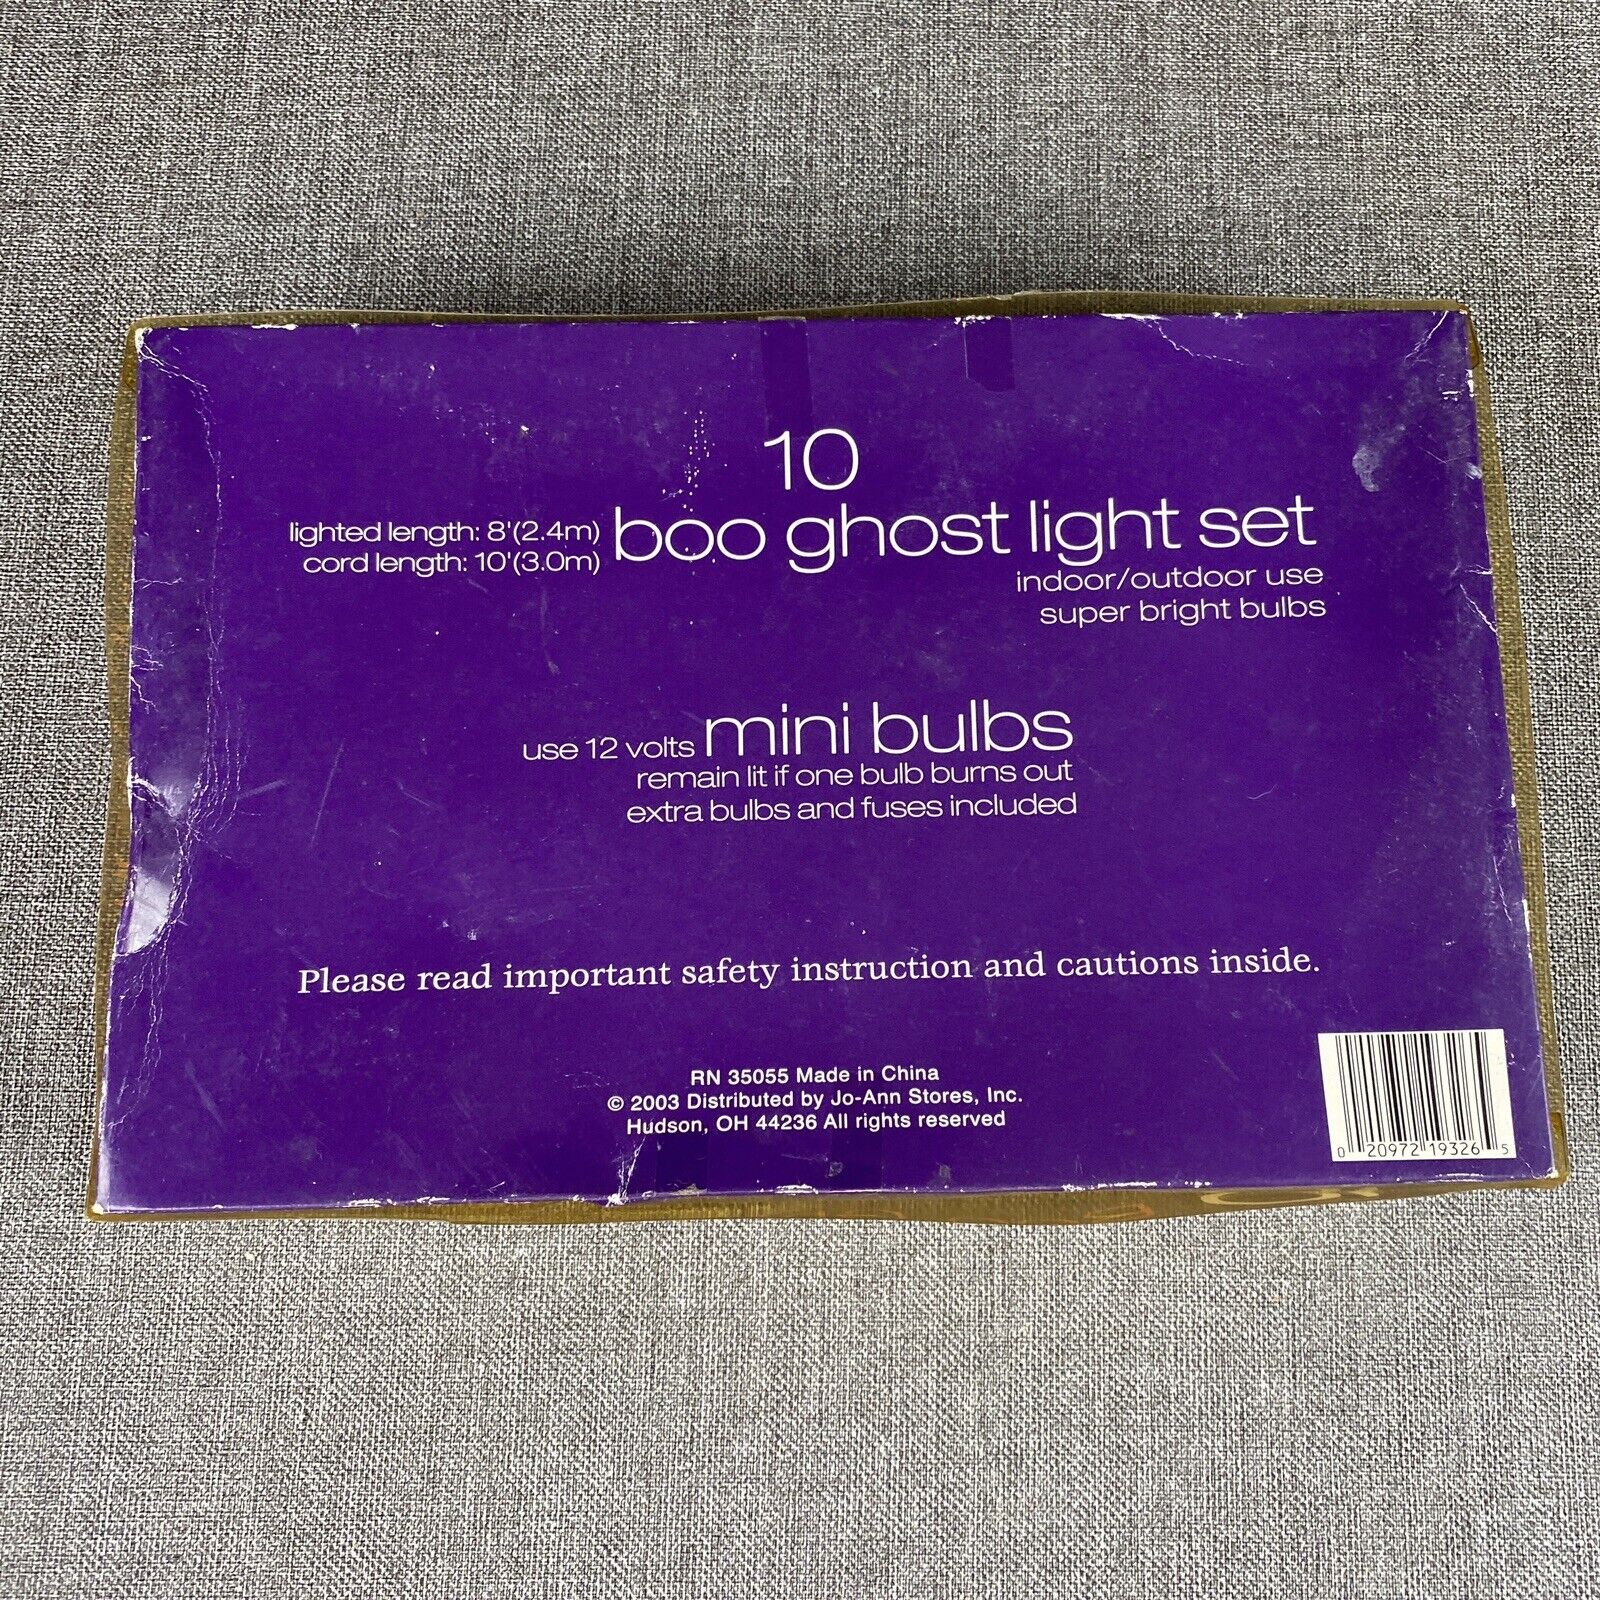 10
lighted length: 8'(2.4m)
cord length: 10'(3.0m)
boo ghost light set
indoor/outdoor use
super bright bulbs
use 12 volts mini bulbs
remain lit if one bulb burns out
extra bulbs and fuses included
Please read important safety instruction and cautions inside.
RN 35055 Made in China
© 2003 Distributed by Jo-Ann Stores, Inc.
Hudson, OH 44236 All rights reserved
0 20972 19326 5